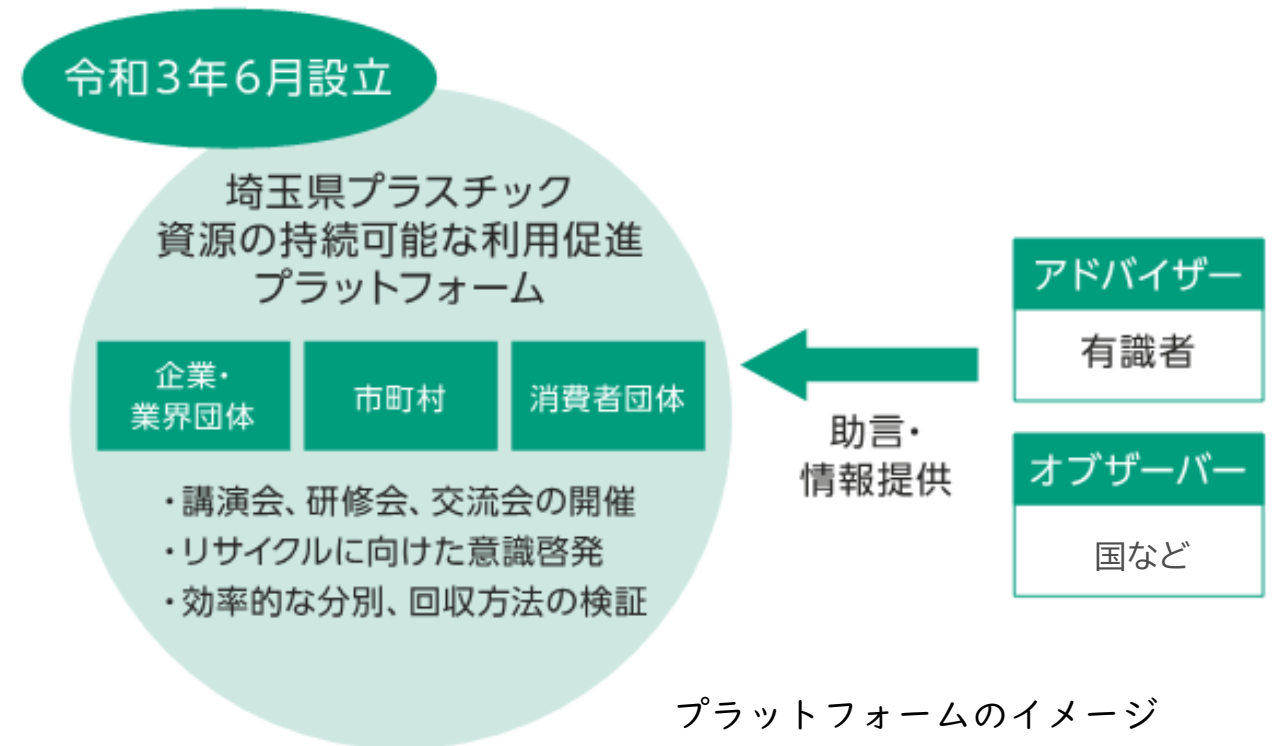 令和3年6月設立
埼玉県プラスチック
資源の持続可能な利用促進
プラットフォーム
企業・
業界団体
市町村
消費者団体
・講演会、研修会、交流会の開催
・リサイクルに向けた意識啓発
・効率的な分別、回収方法の検証
助言・
情報提供
アドバイザー
有識者
オブザーバー
国など
プラットフォームのイメージ